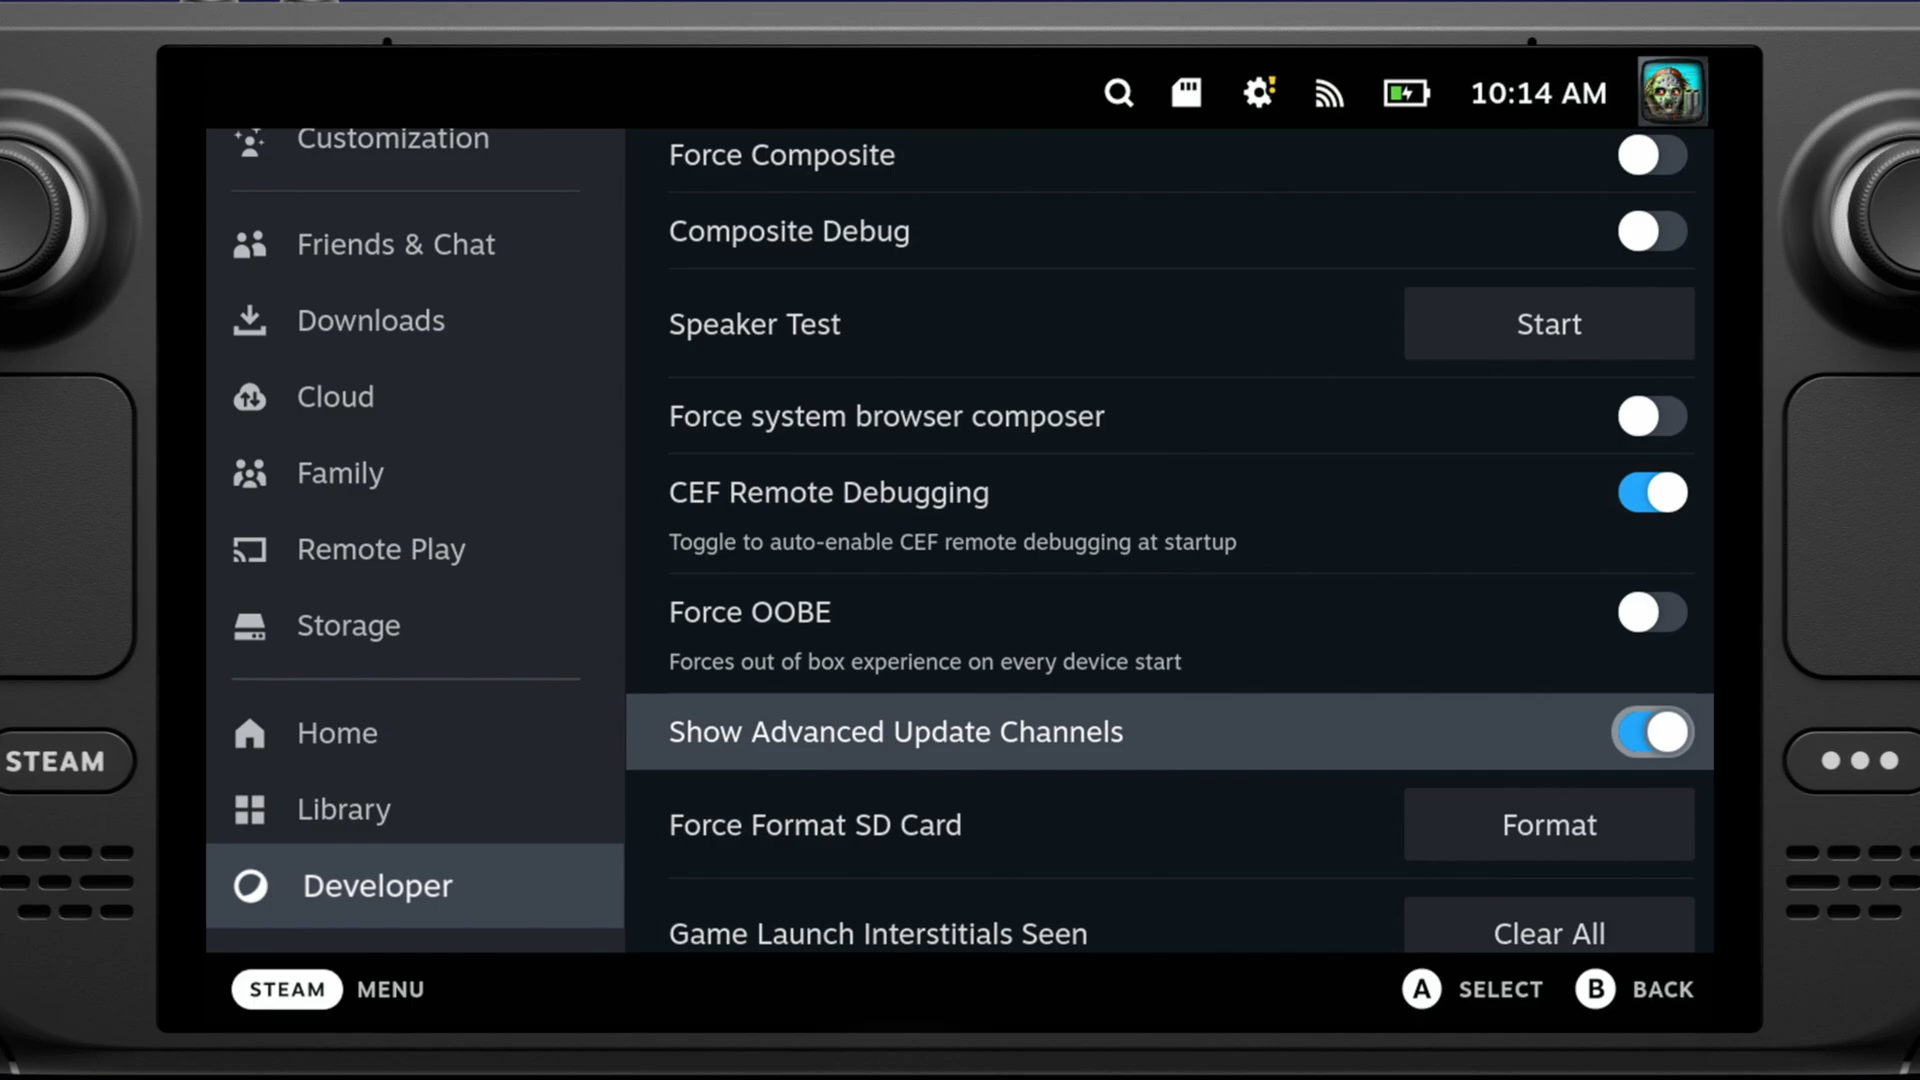 10:14 AM
Customization
Friends & Chat
Downloads
Cloud
Family
Remote Play
Storage
Home
Library
Developer
Force Composite
Composite Debug
Speaker Test
Start
Force system browser composer
CEF Remote Debugging
Toggle to auto-enable CEF remote debugging at startup
Force OOBE
Forces out of box experience on every device start
Show Advanced Update Channels
Force Format SD Card
Format
Game Launch Interstitials Seen
Clear All
STEAM
STEAM MENU
A SELECT B BACK